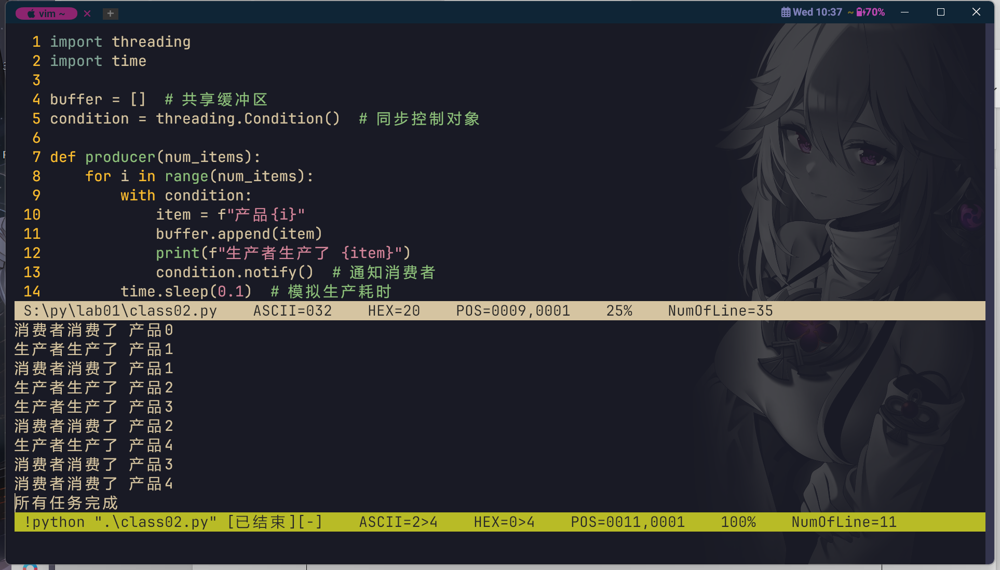 vim ~ × +
Wed 10:37 ~ 70%
1 import threading
2 import time
3
4 buffer = []  # 共享缓冲区
5 condition = threading.Condition()  # 同步控制对象
6
7 def producer(num_items):
8     for i in range(num_items):
9         with condition:
10             item = f"产品{i}"
11             buffer.append(item)
12             print(f"生产者生产了 {item}")
13             condition.notify()  # 通知消费者
14         time.sleep(0.1)  # 模拟生产耗时
S:\py\lab01\class02.py    ASCII=032    HEX=20    POS=0009,0001    25%    NumOfLine=35
消费者消费了 产品0
生产者生产了 产品1
消费者消费了 产品1
生产者生产了 产品2
生产者生产了 产品3
消费者消费了 产品2
生产者生产了 产品4
消费者消费了 产品3
消费者消费了 产品4
所有任务完成
!python ".\class02.py" [已结束][-]    ASCII=2>4    HEX=0>4    POS=0011,0001    100%    NumOfLine=11